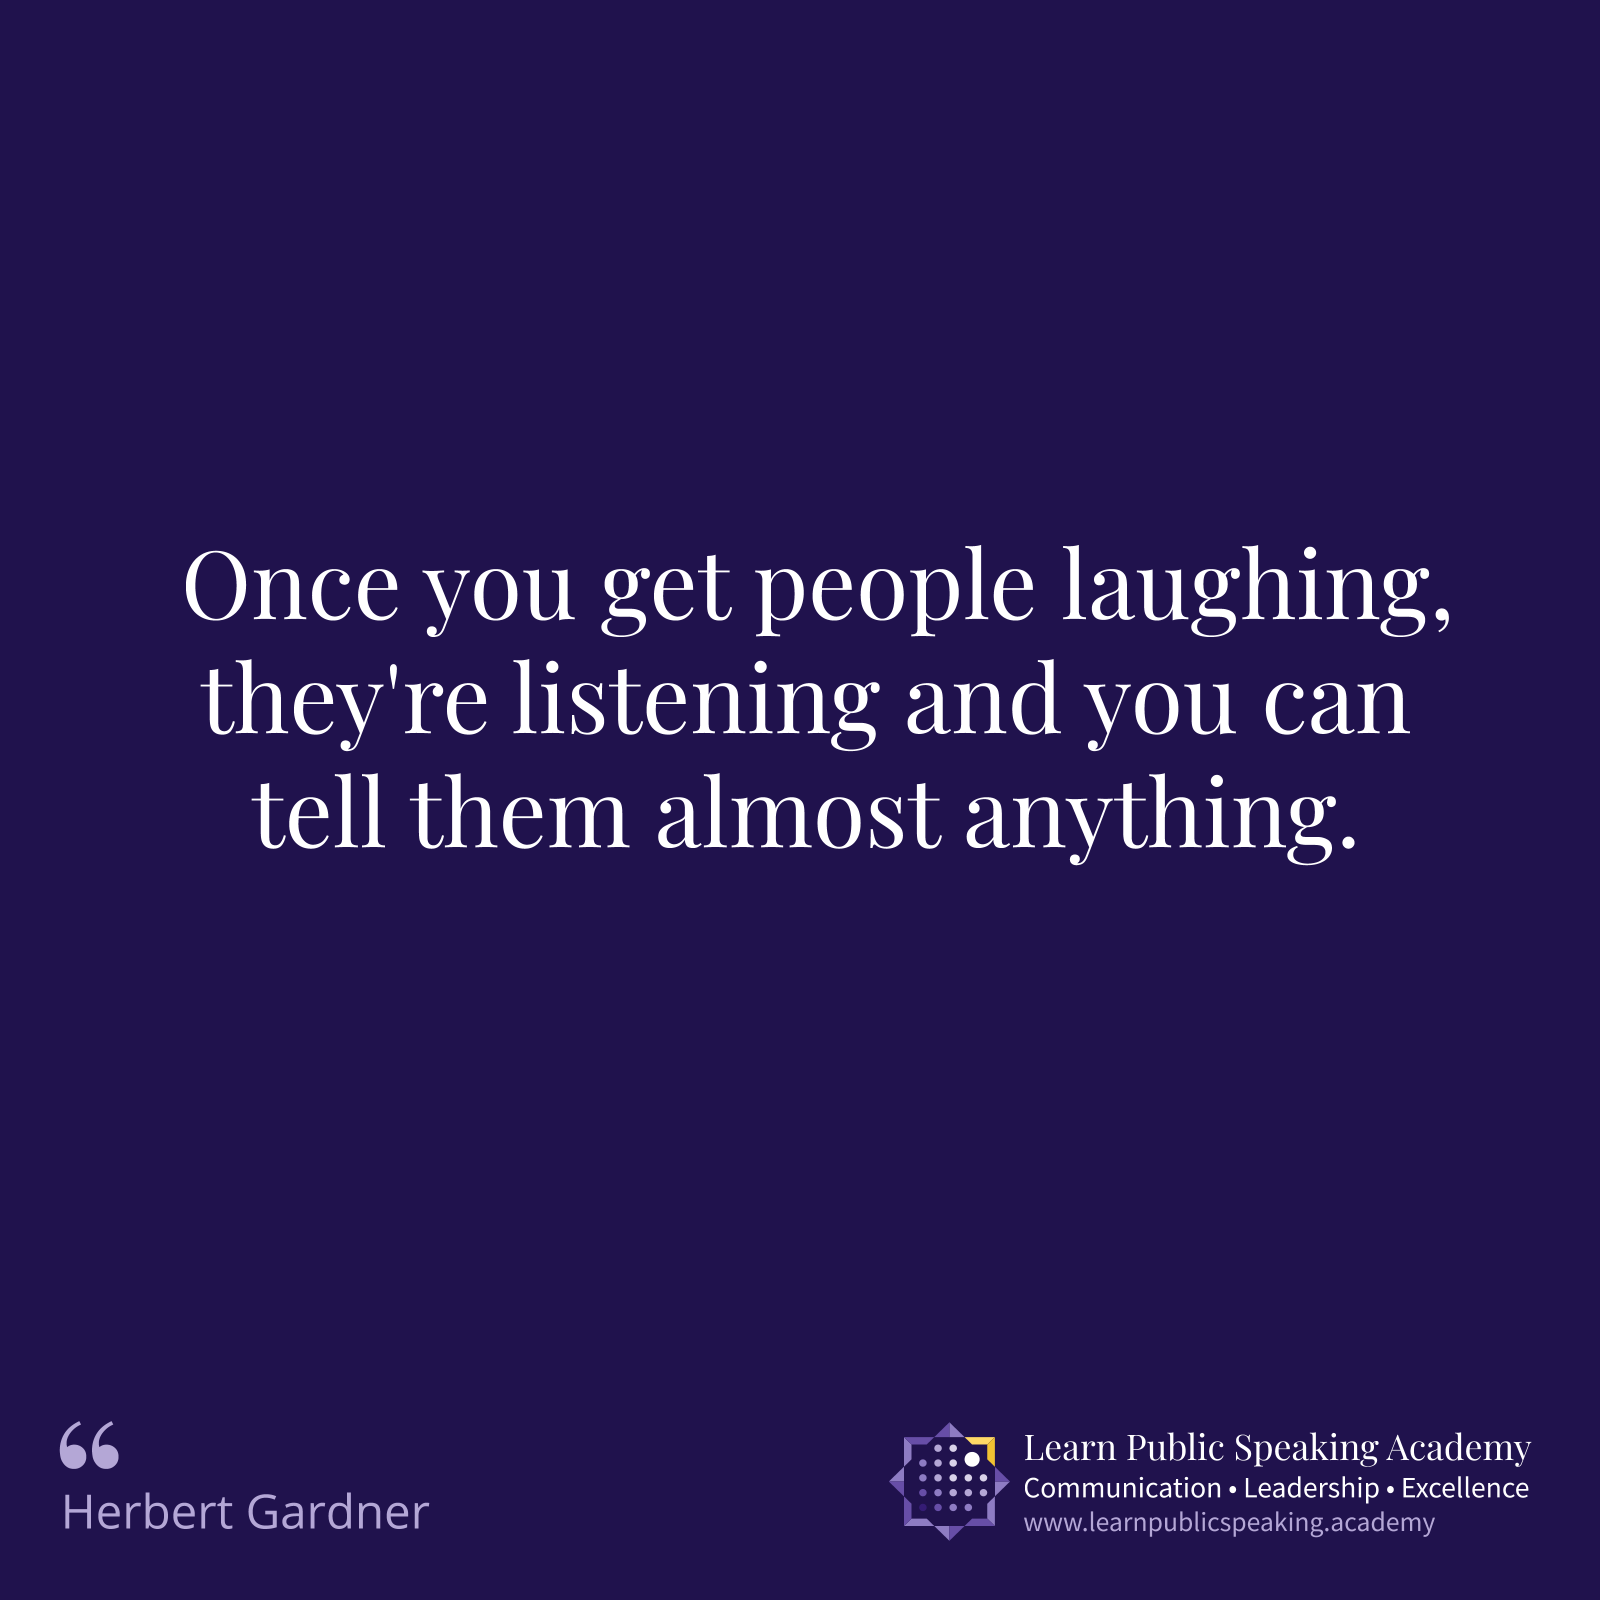 Once you get people laughing,
they're listening and you can
tell them almost anything.
“
Herbert Gardner
Learn Public Speaking Academy
Communication • Leadership • Excellence
www.learnpublicspeaking.academy